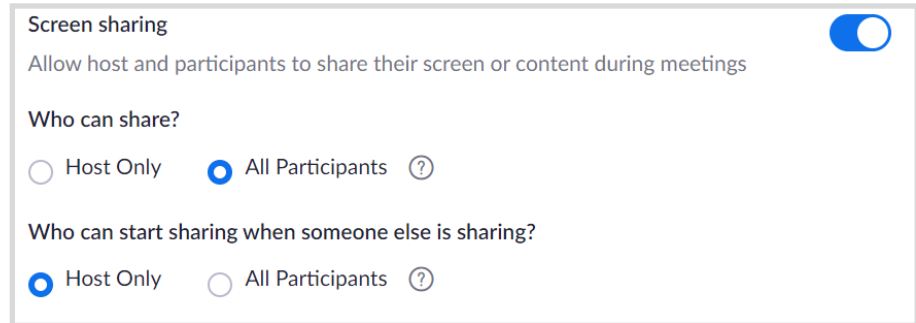 Screen sharing
Allow host and participants to share their screen or content during meetings
Who can share?
Host Only All Participants ?
Who can start sharing when someone else is sharing?
Host Only All Participants ?